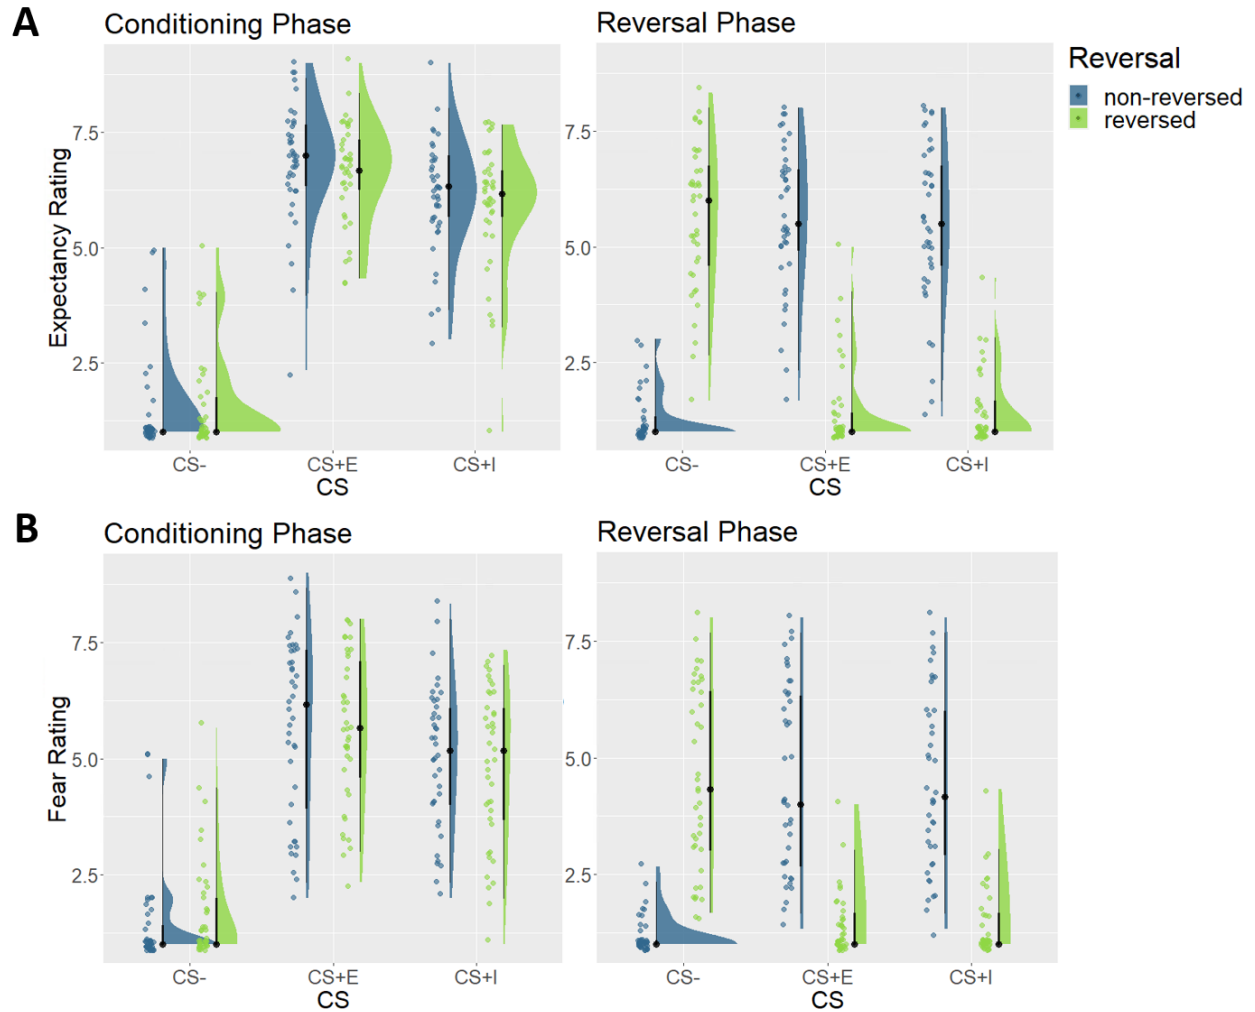 A
Conditioning Phase
Reversal Phase
Reversal
non-reversed
reversed
Expectancy Rating
7.5
5.0
2.5
CS-
CS+E
CS+I
CS
7.5
5.0
2.5
CS-
CS+E
CS+I
CS
B
Conditioning Phase
Reversal Phase
Fear Rating
7.5
5.0
2.5
CS-
CS+E
CS+I
CS
7.5
5.0
2.5
CS-
CS+E
CS+I
CS